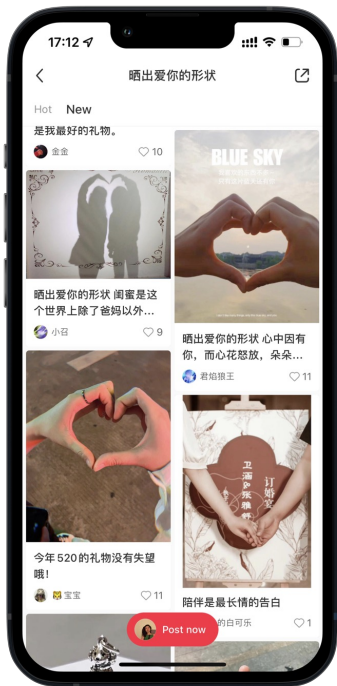 17:12
晒出爱你的形状
Hot New
是我最好的礼物。
金金 10
晒出爱你的形状 闺蜜是这
个世界上除了爸妈以外...
小召 9
今年520的礼物没有失望
哦！
🐯宝宝 11
BLUE SKY
晒出爱你的形状 心中因有
你，而心花怒放，朵朵...
君焰狼王 11
订婚宴
卫涵&张雅婷
陪伴是最长情的告白
的白可乐 1
Post now